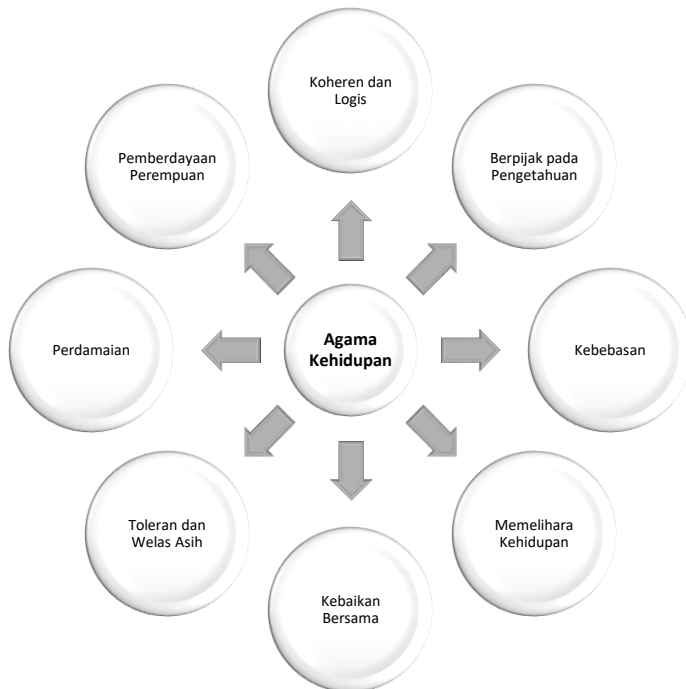 Koheren dan
Logis
Pemberdayaan
Perempuan
Berpijak pada
Pengetahuan
Perdamaian
Agama
Kehidupan
Kebebasan
Toleran dan
Welas Asih
Memelihara
Kehidupan
Kebaikan
Bersama